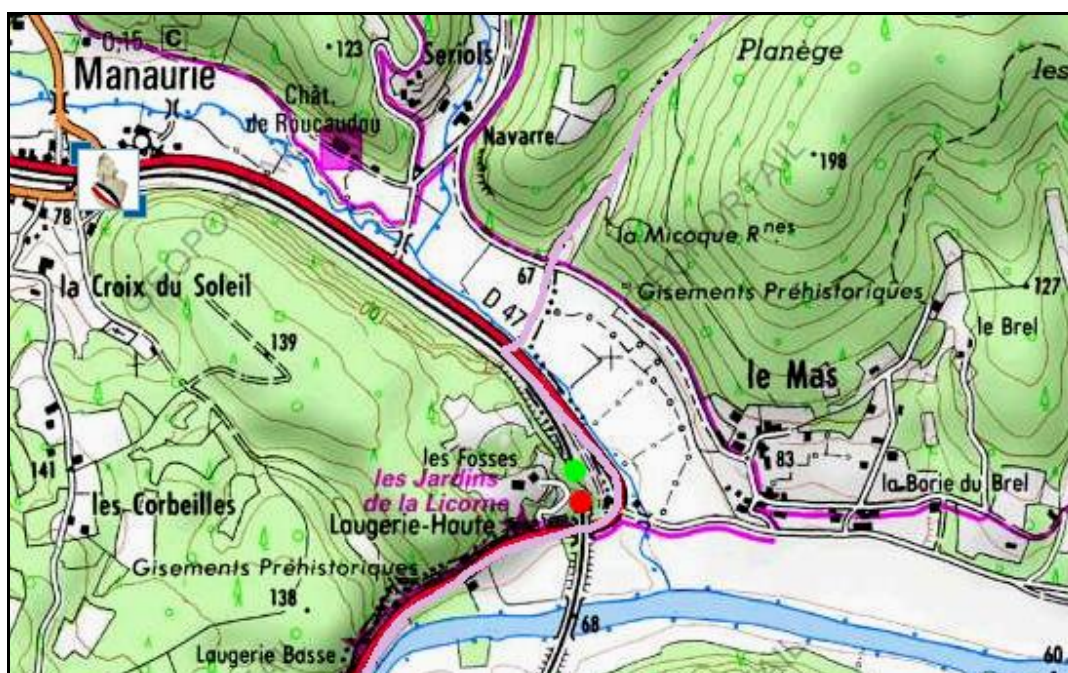 0,15 C
Manaurie
123
Seriols
Planège
les
Chât.
de Roucaudou
Navarre
198
GEOPORTAIL
78
la Micoque Rnes
67
Gisements Préhistoriques
127
la Croix du Soleil
D 47
le Brel
139
le Mas
141
les Fosses
83
les Jardins
de la Licorne
la Borie du Brel
les Corbeilles
Laugerie-Haute
Gisements Préhistoriques
138
68
Laugerie Basse
60